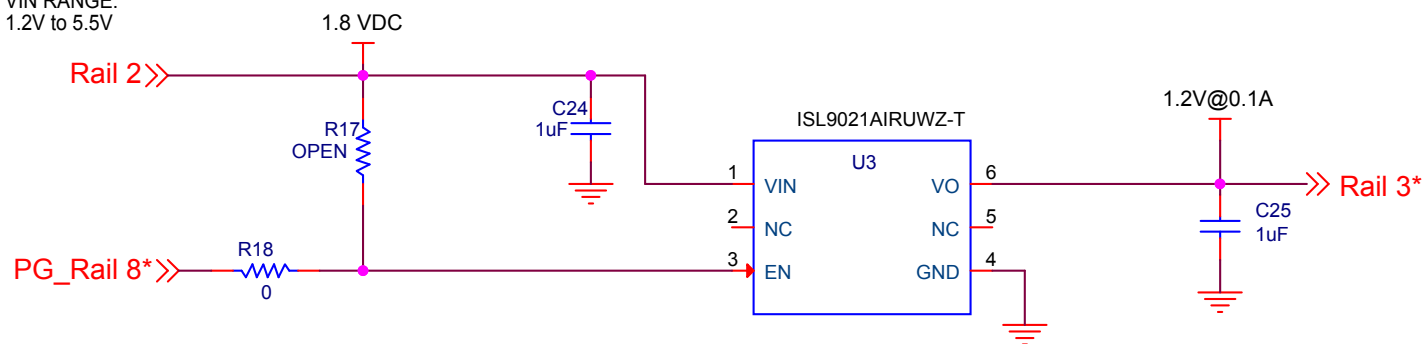 VIN RANGE:
1.2V to 5.5V
1.8 VDC
Rail 2
C24
1uF
R17
OPEN
ISL9021AIRUWZ-T
U3
1 VIN
2 NC
3 EN
VO 6
NC 5
GND 4
1.2V@0.1A
Rail 3*
C25
1uF
R18
0
PG_Rail 8*